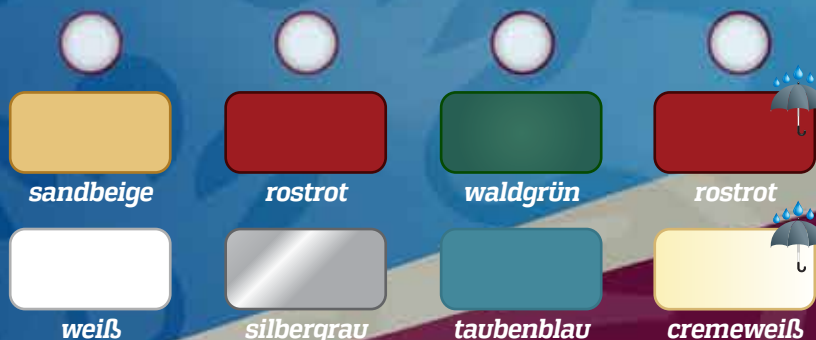 sandbeige rostrot waldgrün rostrot
weiß silbergrau taubenblau cremeweiß